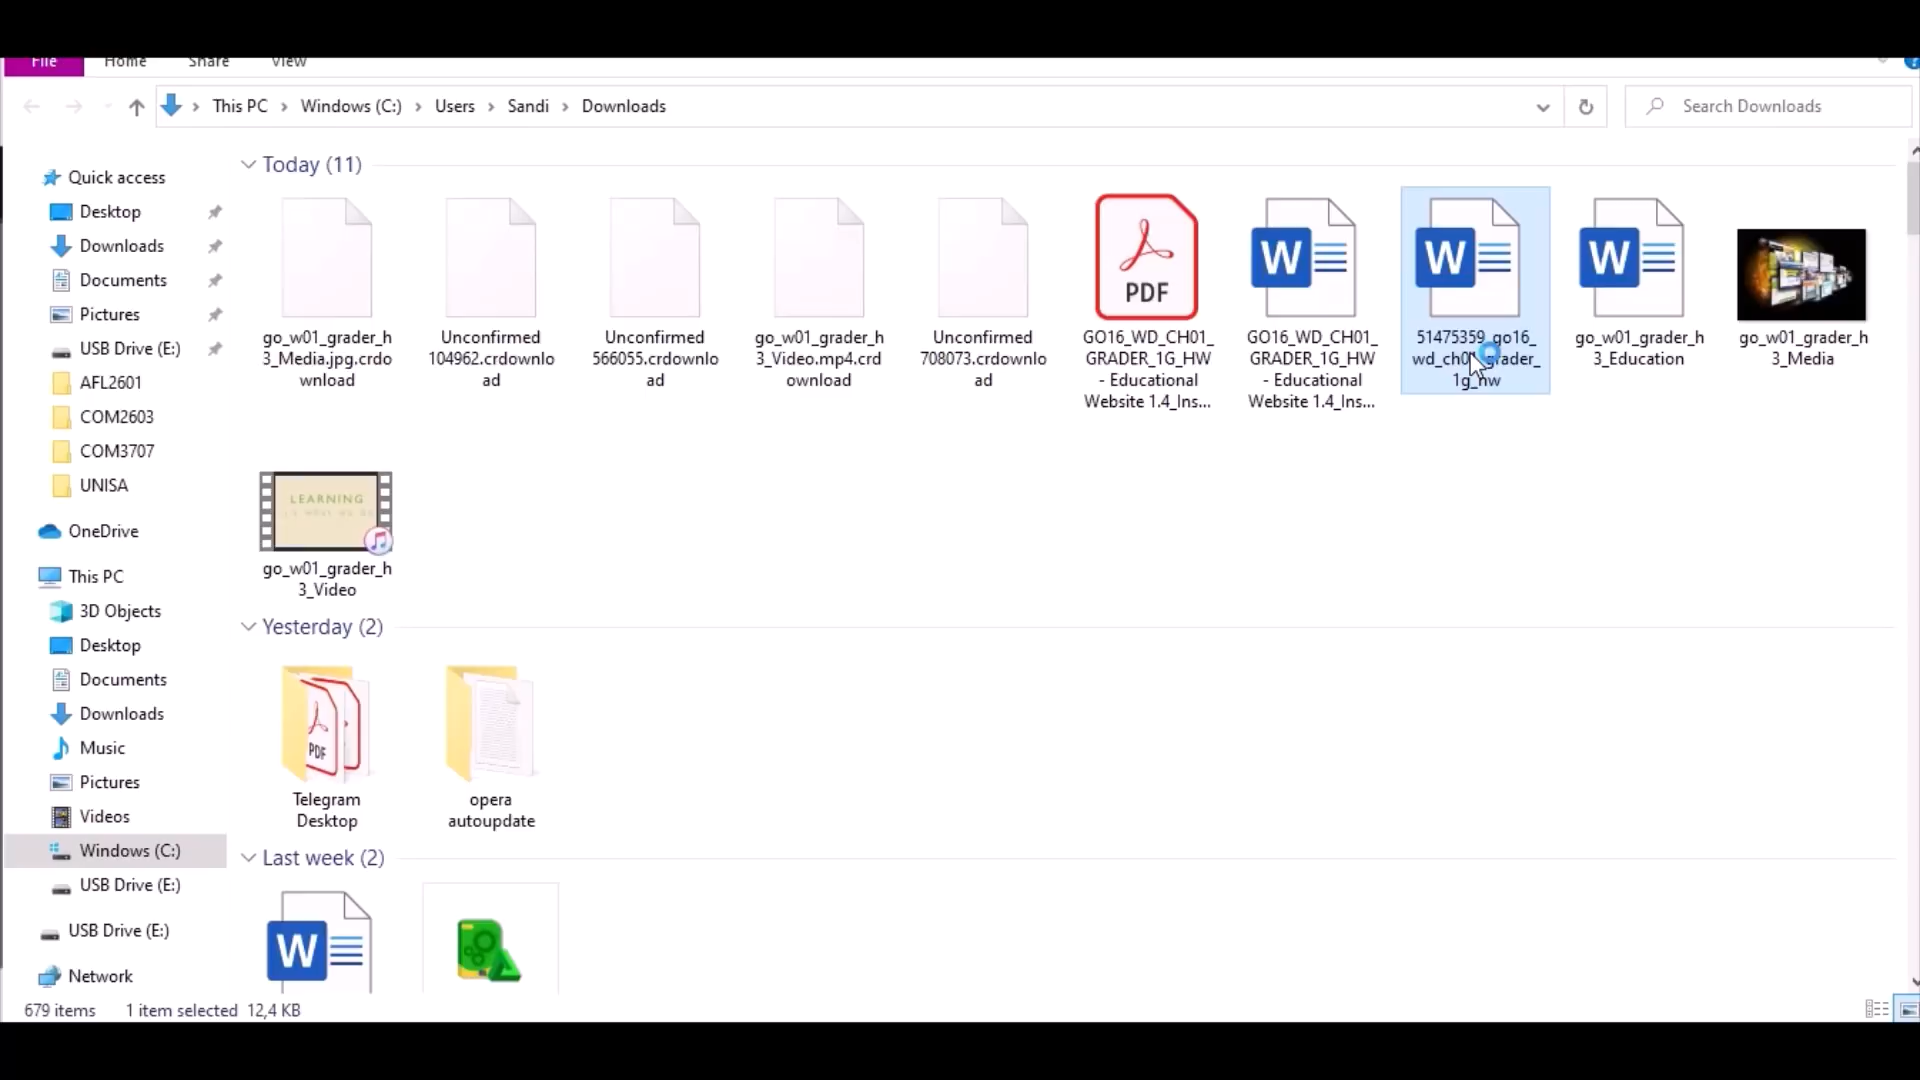 File
Home
Share
View
This PC
Windows (C:)
Users
Sandi
Downloads
Search Downloads
Quick access
Desktop
Downloads
Documents
Pictures
USB Drive (E:)
AFL2601
COM2603
COM3707
UNISA
OneDrive
This PC
3D Objects
Desktop
Documents
Downloads
Music
Pictures
Videos
Windows (C:)
USB Drive (E:)
USB Drive (E:)
Network
Today (11)
go_w01_grader_h
3_Media.jpg.crdo
wnload
Unconfirmed
104962.crdownlo
ad
Unconfirmed
566055.crdownlo
ad
go_w01_grader_h
3_Video.mp4.crd
ownload
Unconfirmed
708073.crdownlo
ad
PDF
GO16_WD_CH01_
GRADER_1G_HW
- Educational
Website 1.4_Ins...
W
GO16_WD_CH01_
GRADER_1G_HW
- Educational
Website 1.4_Ins...
W
51475359_go16_
wd_ch01_grader_
1g_hw
W
go_w01_grader_h
3_Education
go_w01_grader_h
3_Media
LEARNING
go_w01_grader_h
3_Video
Yesterday (2)
PDF
Telegram
Desktop
opera
autoupdate
Last week (2)
W
679 items
1 item selected 12,4 KB